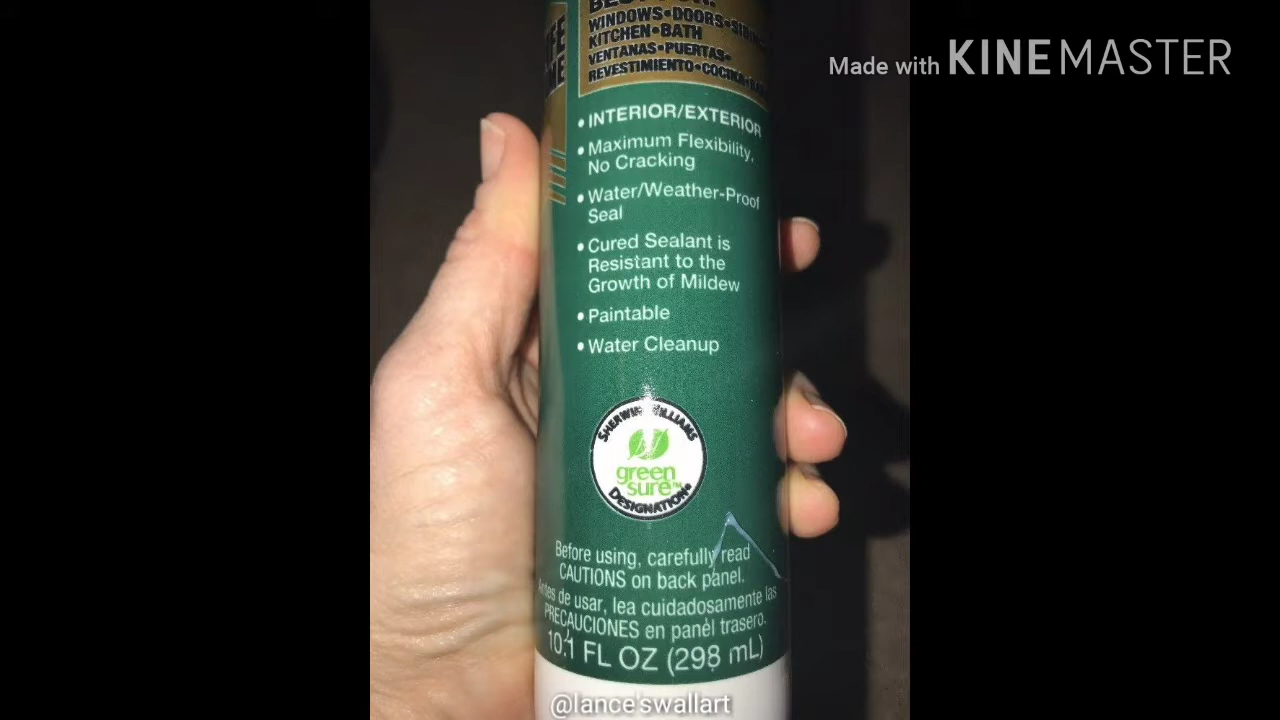 Made with KINEMASTER
WINDOWS•DOORS•
KITCHEN•BATH
VENTANAS•PUERTAS•
REVESTIMIENTO•COCINA•
• INTERIOR/EXTERIOR
• Maximum Flexibility,
No Cracking
• Water/Weather-Proof
Seal
• Cured Sealant is
Resistant to the
Growth of Mildew
• Paintable
• Water Cleanup
SHERWIN-WILLIAMS
green
sure™
DESIGNATION
Before using, carefully read
CAUTIONS on back panel.
Antes de usar, lea cuidadosamente las
PRECAUCIONES en panel trasero.
10.1 FL OZ (298 mL)
@lance'swallart